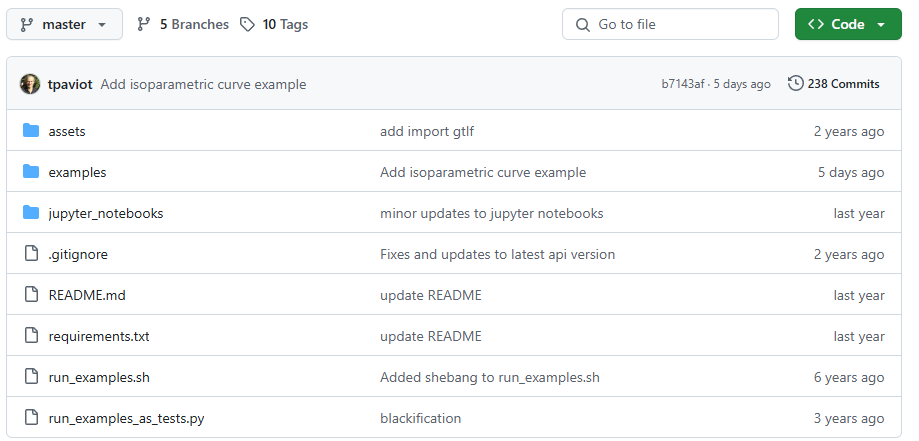 master 5 Branches 10 Tags Go to file Code
tpaviot Add isoparametric curve example b7143af · 5 days ago 238 Commits
assets add import gtlf 2 years ago
examples Add isoparametric curve example 5 days ago
jupyter_notebooks minor updates to jupyter notebooks last year
.gitignore Fixes and updates to latest api version 2 years ago
README.md update README last year
requirements.txt update README last year
run_examples.sh Added shebang to run_examples.sh 6 years ago
run_examples_as_tests.py blackification 3 years ago